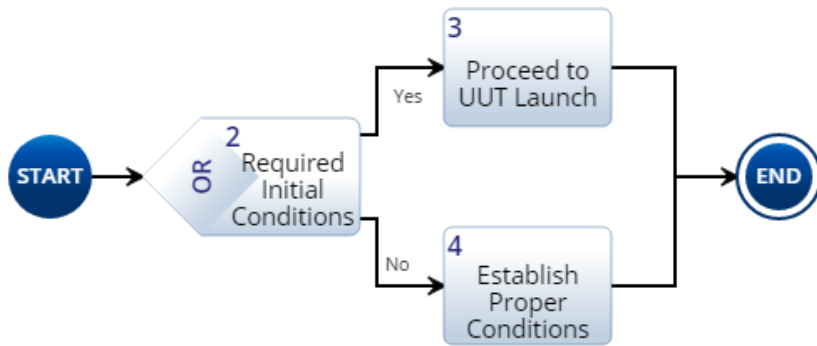 START
OR
2
Required
Initial
Conditions
Yes
3
Proceed to
UUT Launch
No
4
Establish
Proper
Conditions
END